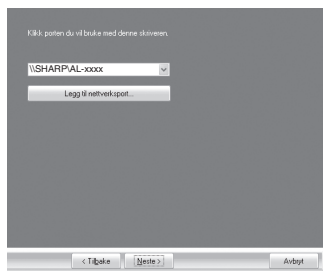 Klikk porten du vil bruke med denne skriveren.
\\SHARP\AL-xxxx
Legg til nettverksport...
< Tilbake Neste > Avbryt